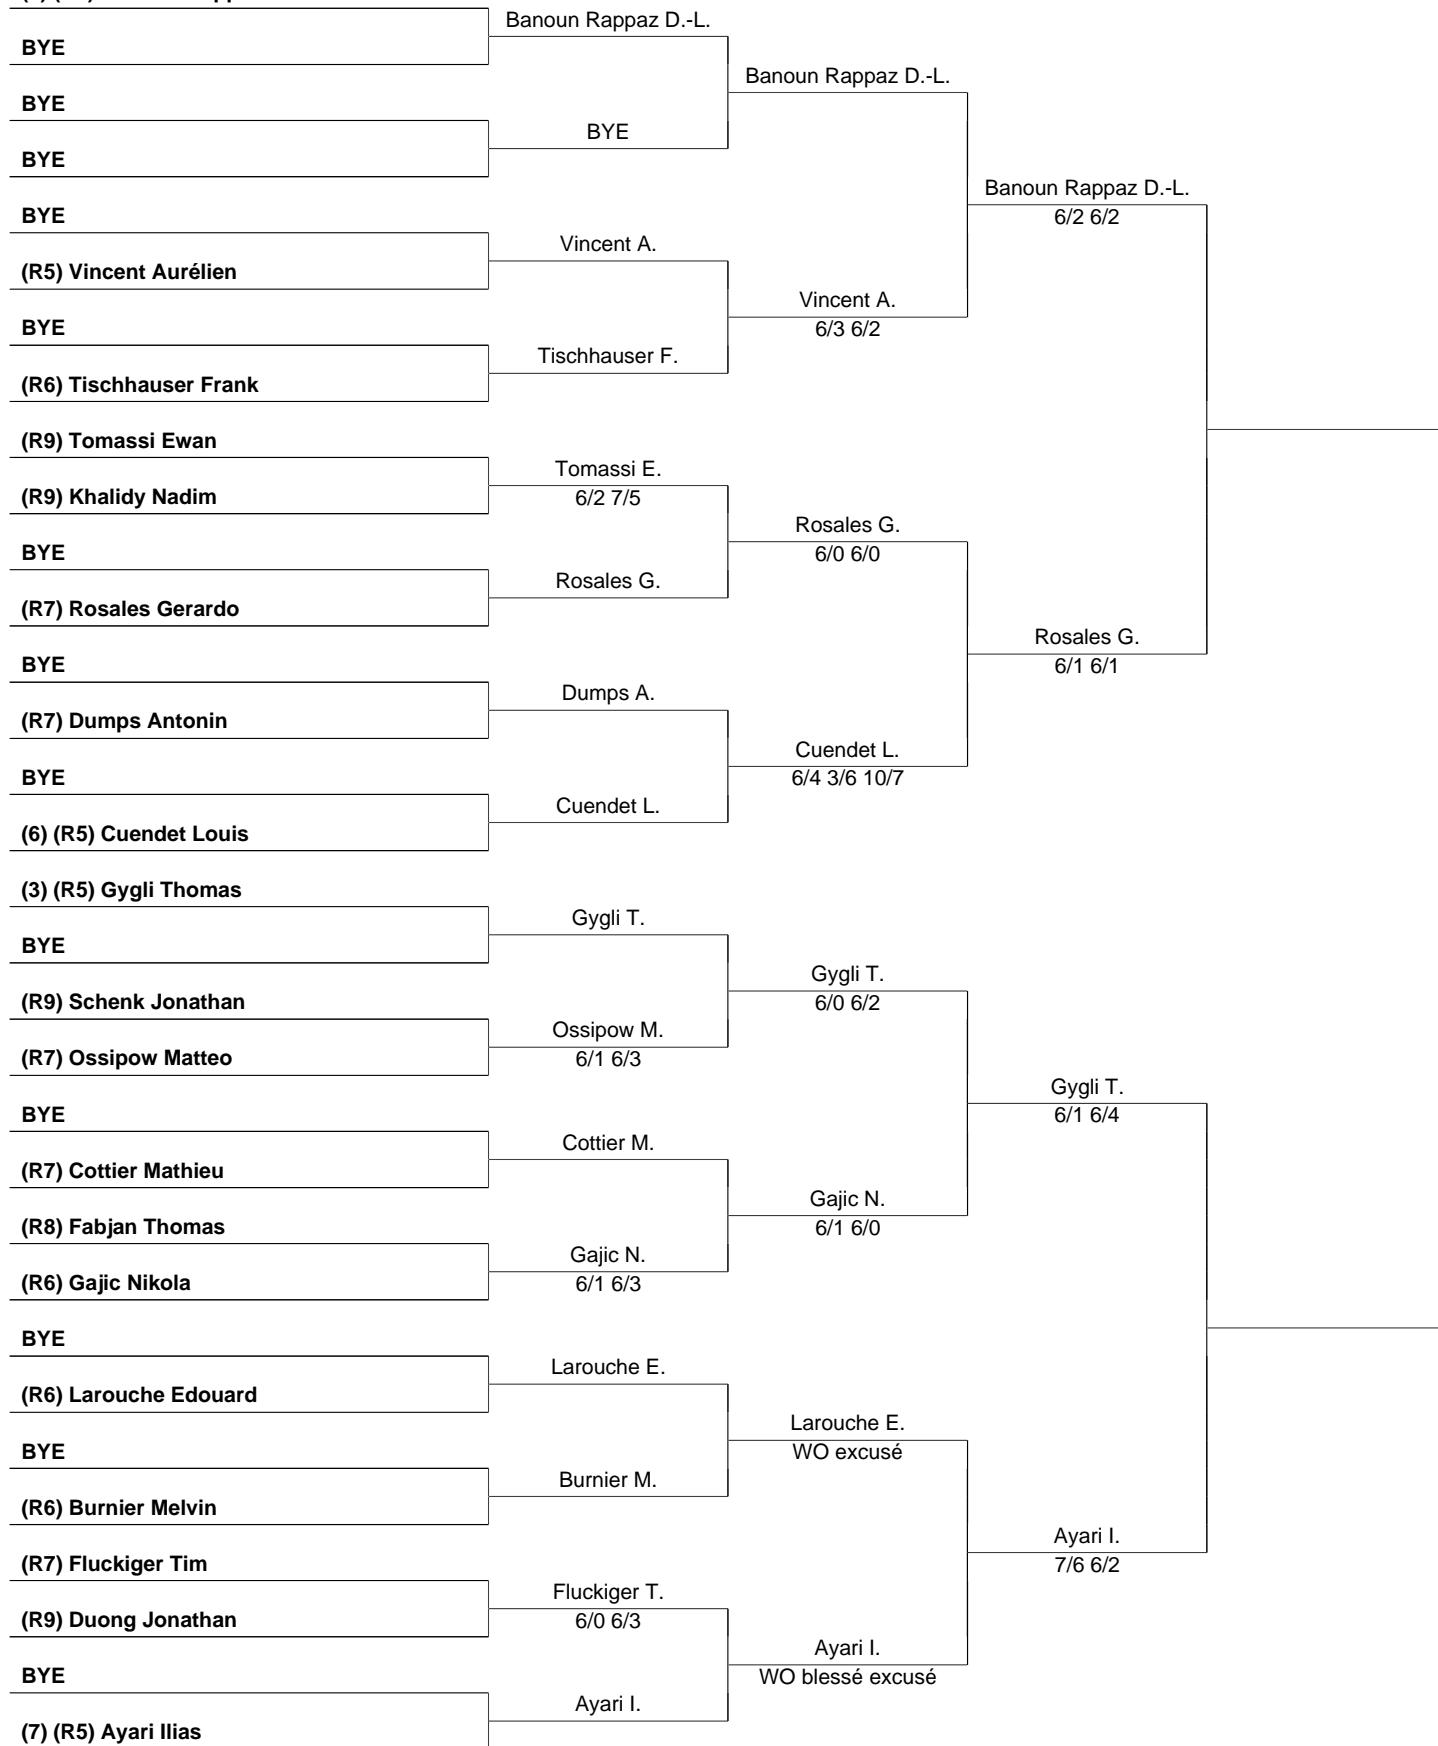 BYE
BYE
BYE
BYE
(R5) Vincent Aurélien
BYE
(R6) Tischhauser Frank
(R9) Tomassi Ewan
(R9) Khalidy Nadim
BYE
(R7) Rosales Gerardo
BYE
(R7) Dumps Antonin
BYE
(6) (R5) Cuendet Louis
(3) (R5) Gygli Thomas
BYE
(R9) Schenk Jonathan
(R7) Ossipow Matteo
BYE
(R7) Cottier Mathieu
(R8) Fabjan Thomas
(R6) Gajic Nikola
BYE
(R6) Larouche Edouard
BYE
(R6) Burnier Melvin
(R7) Fluckiger Tim
(R9) Duong Jonathan
BYE
(7) (R5) Ayari Ilias
Banoun Rappaz D.-L.
BYE
Vincent A.
Tischhauser F.
Tomassi E.
6/2 7/5
Rosales G.
Dumps A.
Cuendet L.
Gygli T.
Ossipow M.
6/1 6/3
Cottier M.
Gajic N.
6/1 6/3
Larouche E.
Burnier M.
Fluckiger T.
6/0 6/3
Ayari I.
Banoun Rappaz D.-L.
Vincent A.
6/3 6/2
Rosales G.
6/0 6/0
Cuendet L.
6/4 3/6 10/7
Gygli T.
6/0 6/2
Gajic N.
6/1 6/0
Larouche E.
WO excusé
Ayari I.
WO blessé excusé
Banoun Rappaz D.-L.
6/2 6/2
Rosales G.
6/1 6/1
Gygli T.
6/1 6/4
Ayari I.
7/6 6/2